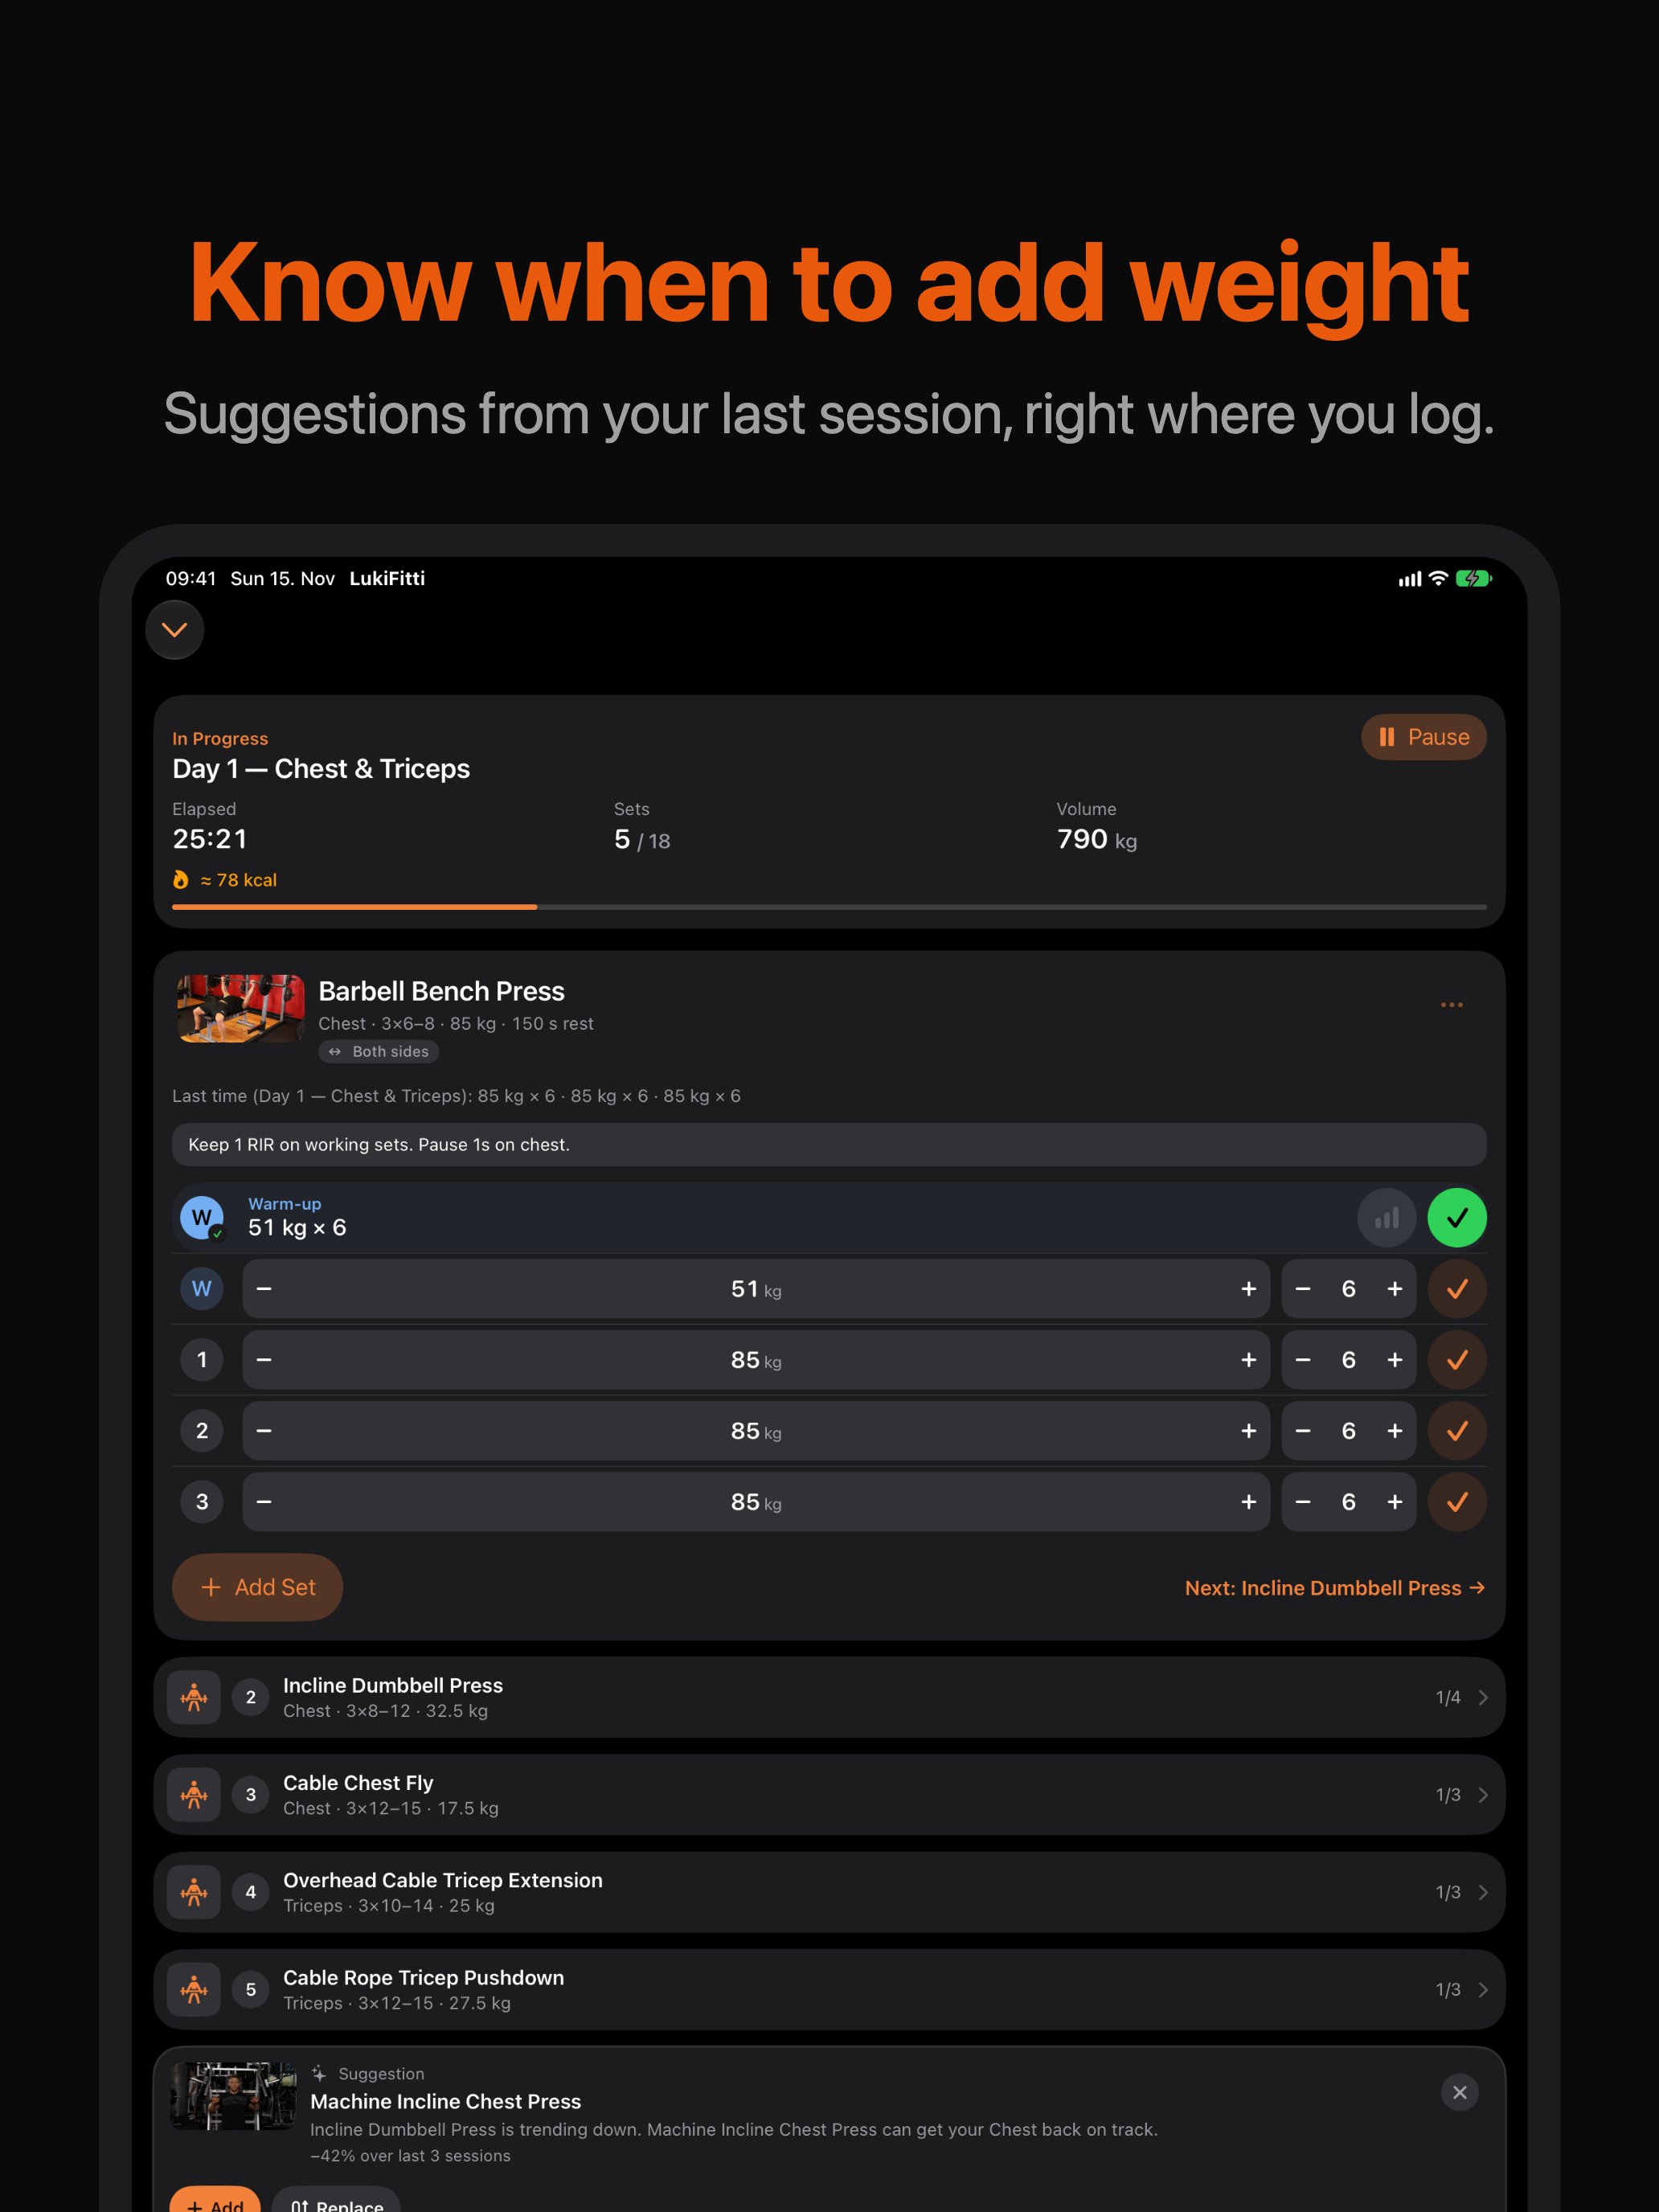 Know when to add weight
Suggestions from your last session, right where you log.
09:41 Sun 15. Nov LukiFitti
In Progress
Pause
Day 1 — Chest & Triceps
Elapsed Sets Volume
25:21 5 / 18 790 kg
≈ 78 kcal
Barbell Bench Press
Chest · 3×6–8 · 85 kg · 150 s rest
Both sides
Last time (Day 1 — Chest & Triceps): 85 kg × 6 · 85 kg × 6 · 85 kg × 6
Keep 1 RIR on working sets. Pause 1s on chest.
W
Warm-up
51 kg × 6
W − 51 kg + − 6 +
1 − 85 kg + − 6 +
2 − 85 kg + − 6 +
3 − 85 kg + − 6 +
+ Add Set
Next: Incline Dumbbell Press →
2 Incline Dumbbell Press
Chest · 3×8–12 · 32.5 kg
1/4
3 Cable Chest Fly
Chest · 3×12–15 · 17.5 kg
1/3
4 Overhead Cable Tricep Extension
Triceps · 3×10–14 · 25 kg
1/3
5 Cable Rope Tricep Pushdown
Triceps · 3×12–15 · 27.5 kg
1/3
Suggestion
Machine Incline Chest Press
Incline Dumbbell Press is trending down. Machine Incline Chest Press can get your Chest back on track.
−42% over last 3 sessions
+ Add Replace